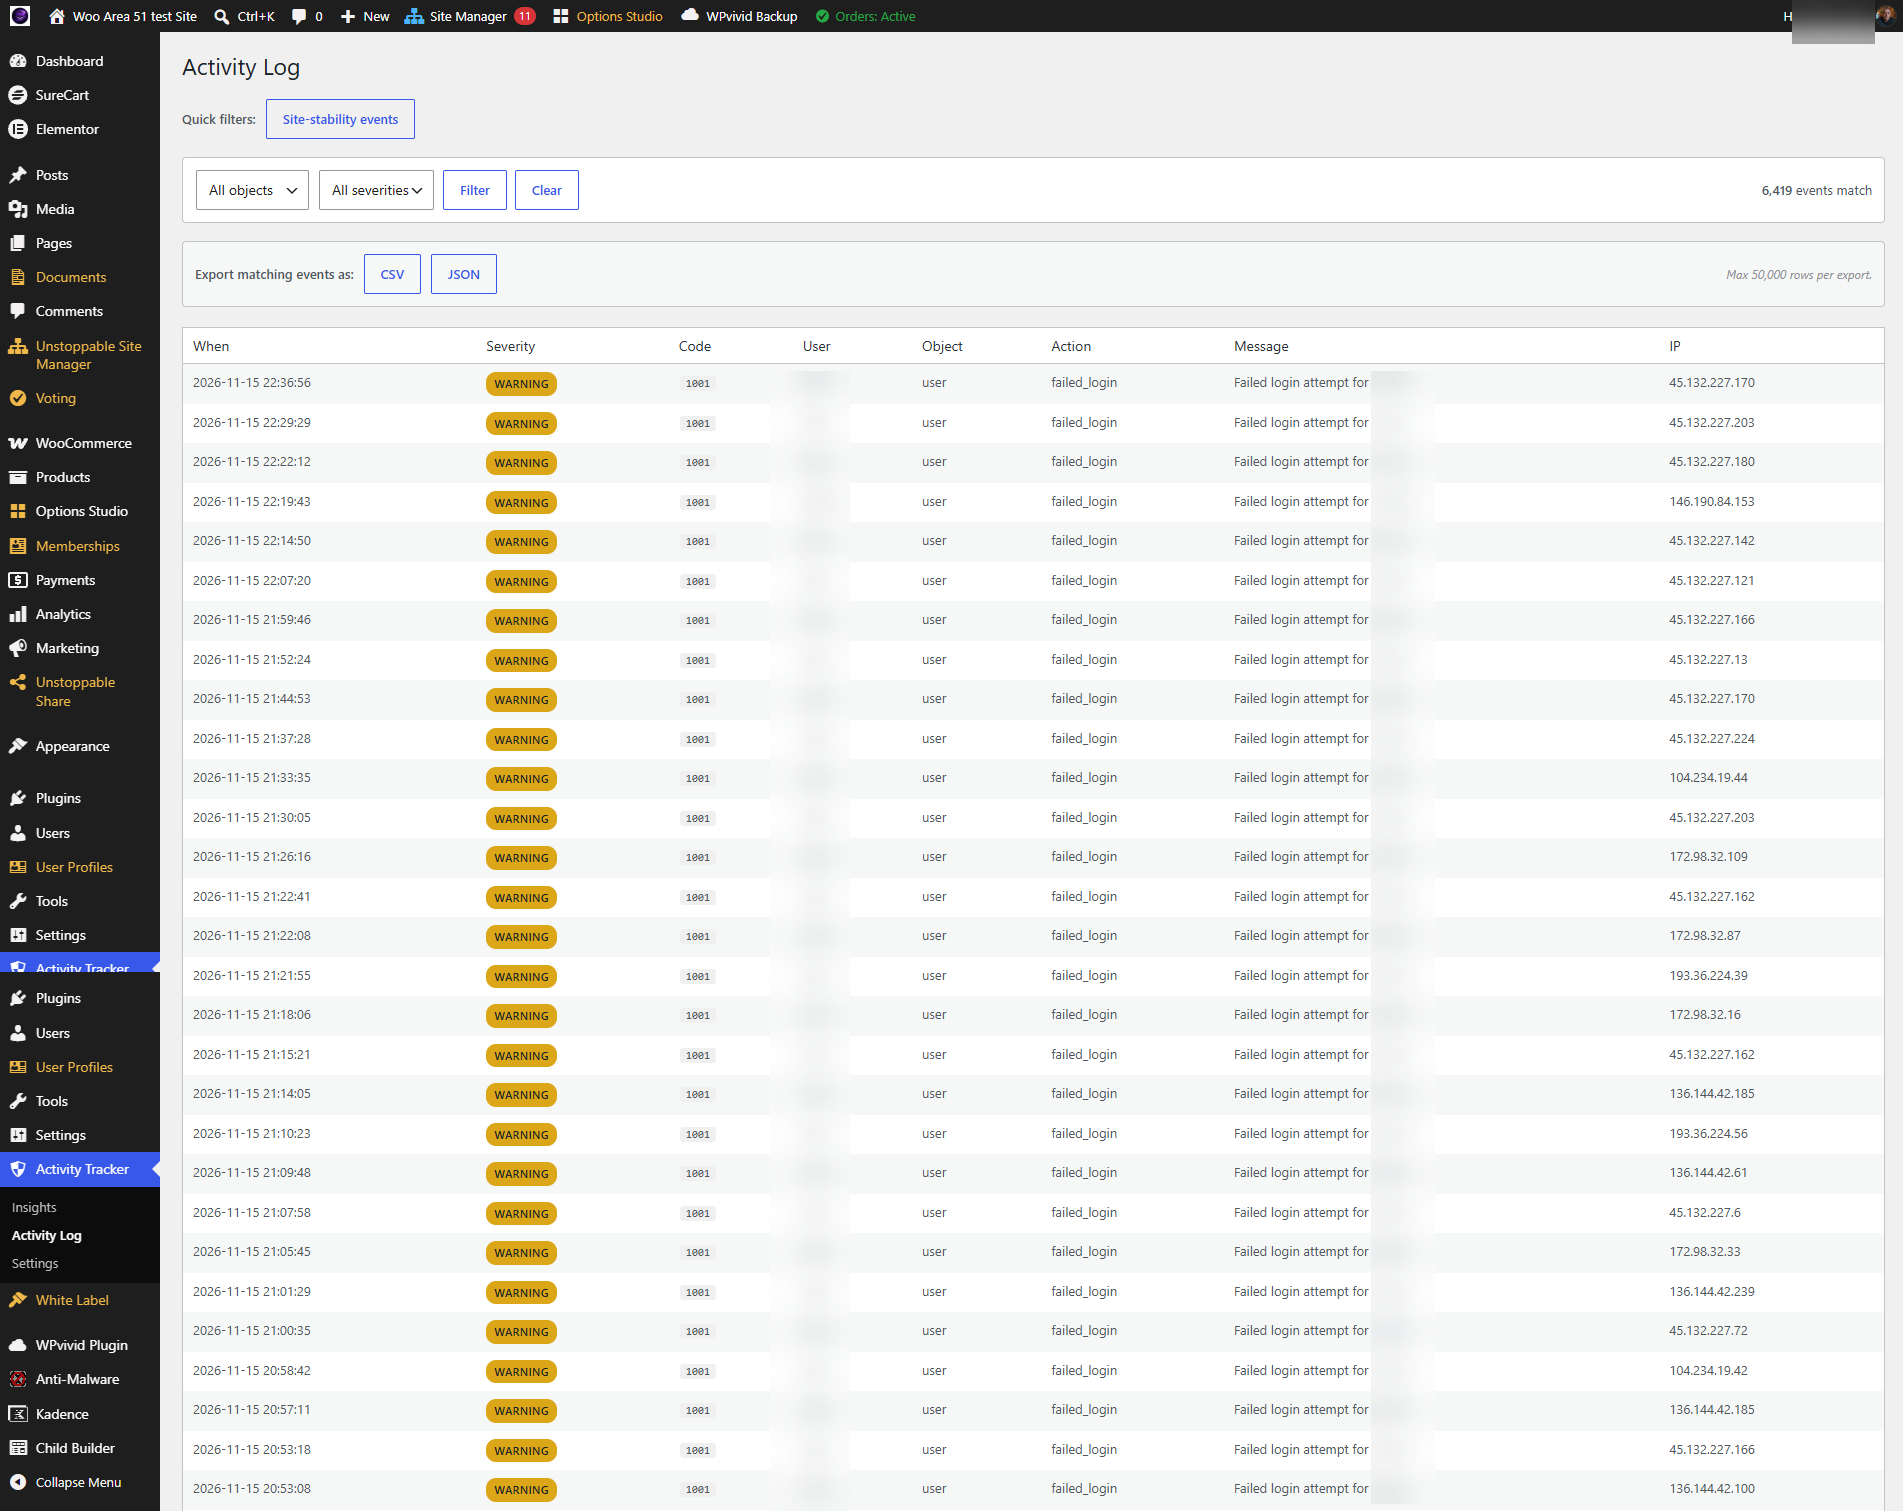 Woo Area 51 test Site Ctrl+K 0 New Site Manager 11 Options Studio WPvivid Backup Orders: Active H
Dashboard
SureCart
Elementor
Posts
Media
Pages
Documents
Comments
Unstoppable Site
Manager
Voting
WooCommerce
Products
Options Studio
Memberships
Payments
Analytics
Marketing
Unstoppable
Share
Appearance
Plugins
Users
User Profiles
Tools
Settings
Activity Tracker
Plugins
Users
User Profiles
Tools
Settings
Activity Tracker
Insights
Activity Log
Settings
White Label
WPvivid Plugin
Anti-Malware
Kadence
Child Builder
Collapse Menu
Activity Log
Quick filters: Site-stability events
All objects All severities Filter Clear 6,419 events match
Export matching events as: CSV JSON Max 50,000 rows per export.
When Severity Code User Object Action Message IP
2026-11-15 22:36:56 WARNING 1001 user failed_login Failed login attempt for 45.132.227.170
2026-11-15 22:29:29 WARNING 1001 user failed_login Failed login attempt for 45.132.227.203
2026-11-15 22:22:12 WARNING 1001 user failed_login Failed login attempt for 45.132.227.180
2026-11-15 22:19:43 WARNING 1001 user failed_login Failed login attempt for 146.190.84.153
2026-11-15 22:14:50 WARNING 1001 user failed_login Failed login attempt for 45.132.227.142
2026-11-15 22:07:20 WARNING 1001 user failed_login Failed login attempt for 45.132.227.121
2026-11-15 21:59:46 WARNING 1001 user failed_login Failed login attempt for 45.132.227.166
2026-11-15 21:52:24 WARNING 1001 user failed_login Failed login attempt for 45.132.227.13
2026-11-15 21:44:53 WARNING 1001 user failed_login Failed login attempt for 45.132.227.170
2026-11-15 21:37:28 WARNING 1001 user failed_login Failed login attempt for 45.132.227.224
2026-11-15 21:33:35 WARNING 1001 user failed_login Failed login attempt for 104.234.19.44
2026-11-15 21:30:05 WARNING 1001 user failed_login Failed login attempt for 45.132.227.203
2026-11-15 21:26:16 WARNING 1001 user failed_login Failed login attempt for 172.98.32.109
2026-11-15 21:22:41 WARNING 1001 user failed_login Failed login attempt for 45.132.227.162
2026-11-15 21:22:08 WARNING 1001 user failed_login Failed login attempt for 172.98.32.87
2026-11-15 21:21:55 WARNING 1001 user failed_login Failed login attempt for 193.36.224.39
2026-11-15 21:18:06 WARNING 1001 user failed_login Failed login attempt for 172.98.32.16
2026-11-15 21:15:21 WARNING 1001 user failed_login Failed login attempt for 45.132.227.162
2026-11-15 21:14:05 WARNING 1001 user failed_login Failed login attempt for 136.144.42.185
2026-11-15 21:10:23 WARNING 1001 user failed_login Failed login attempt for 193.36.224.56
2026-11-15 21:09:48 WARNING 1001 user failed_login Failed login attempt for 136.144.42.61
2026-11-15 21:07:58 WARNING 1001 user failed_login Failed login attempt for 45.132.227.6
2026-11-15 21:05:45 WARNING 1001 user failed_login Failed login attempt for 172.98.32.33
2026-11-15 21:01:29 WARNING 1001 user failed_login Failed login attempt for 136.144.42.239
2026-11-15 21:00:35 WARNING 1001 user failed_login Failed login attempt for 45.132.227.72
2026-11-15 20:58:42 WARNING 1001 user failed_login Failed login attempt for 104.234.19.42
2026-11-15 20:57:11 WARNING 1001 user failed_login Failed login attempt for 136.144.42.185
2026-11-15 20:53:18 WARNING 1001 user failed_login Failed login attempt for 45.132.227.166
2026-11-15 20:53:08 WARNING 1001 user failed_login Failed login attempt for 136.144.42.100